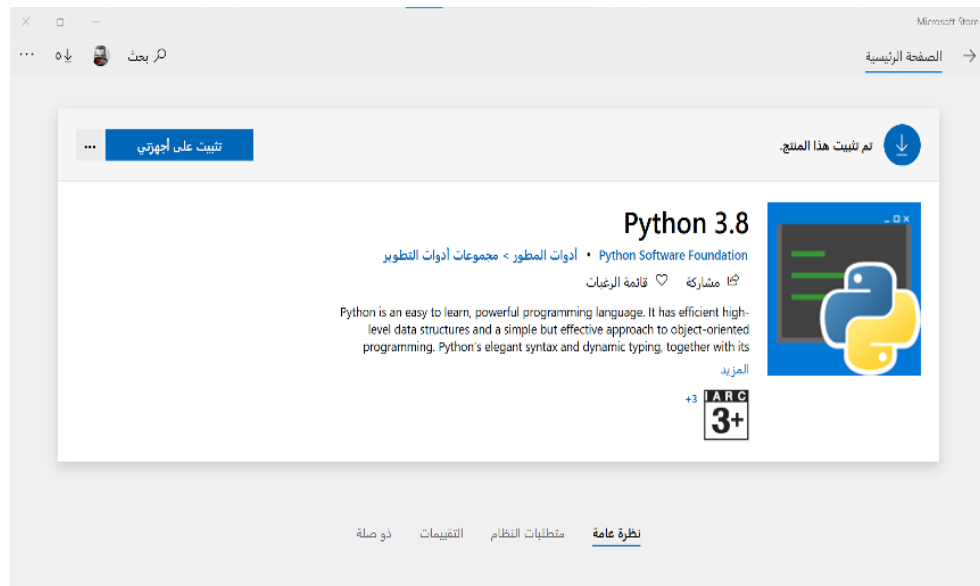 Microsoft Store
الصفحة الرئيسية
بحث
٥
تم تثبيت هذا المنتج.
تثبيت على أجهزتي
Python 3.8
Python Software Foundation • أدوات المطور > مجموعات أدوات التطوير
مشاركة قائمة الرغبات
Python is an easy to learn, powerful programming language. It has efficient high-
level data structures and a simple but effective approach to object-oriented
programming. Python's elegant syntax and dynamic typing, together with its
المزيد
IARC
3+
+3
نظرة عامة متطلبات النظام التقييمات ذو صلة